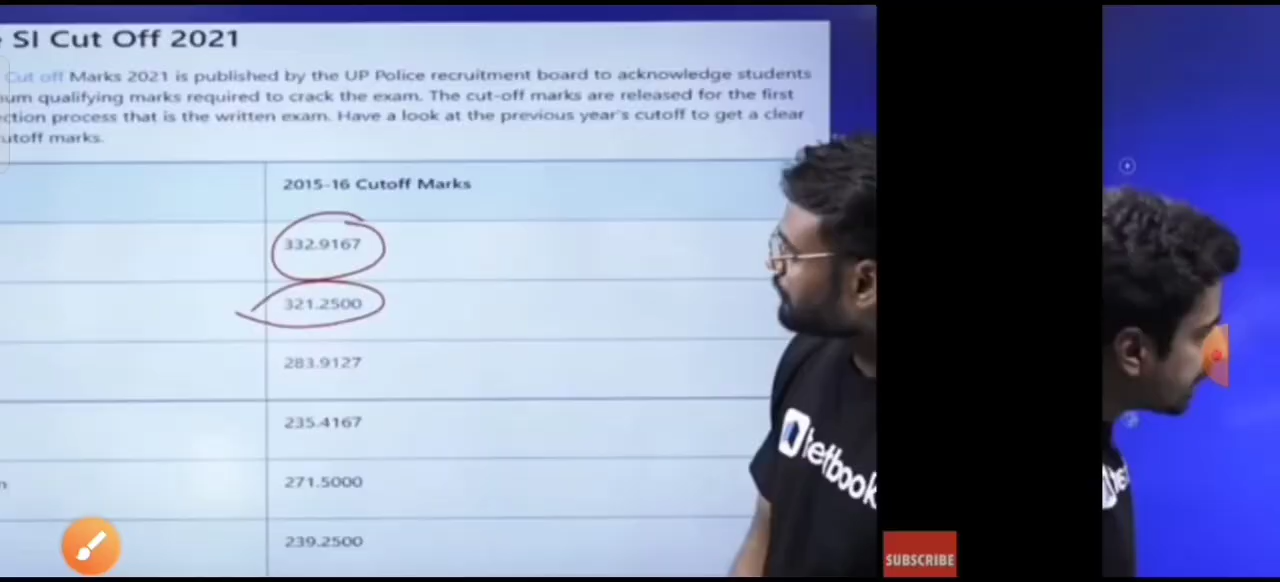 SI Cut Off 2021
Cut off Marks 2021 is published by the UP Police recruitment board to acknowledge students
qualifying marks required to crack the exam. The cut-off marks are released for the first
process that is the written exam. Have a look at the previous year's cutoff to get a clear
marks.
2015-16 Cutoff Marks
332.9167
321.2500
283.9127
235.4167
271.5000
239.2500
testbook
SUBSCRIBE